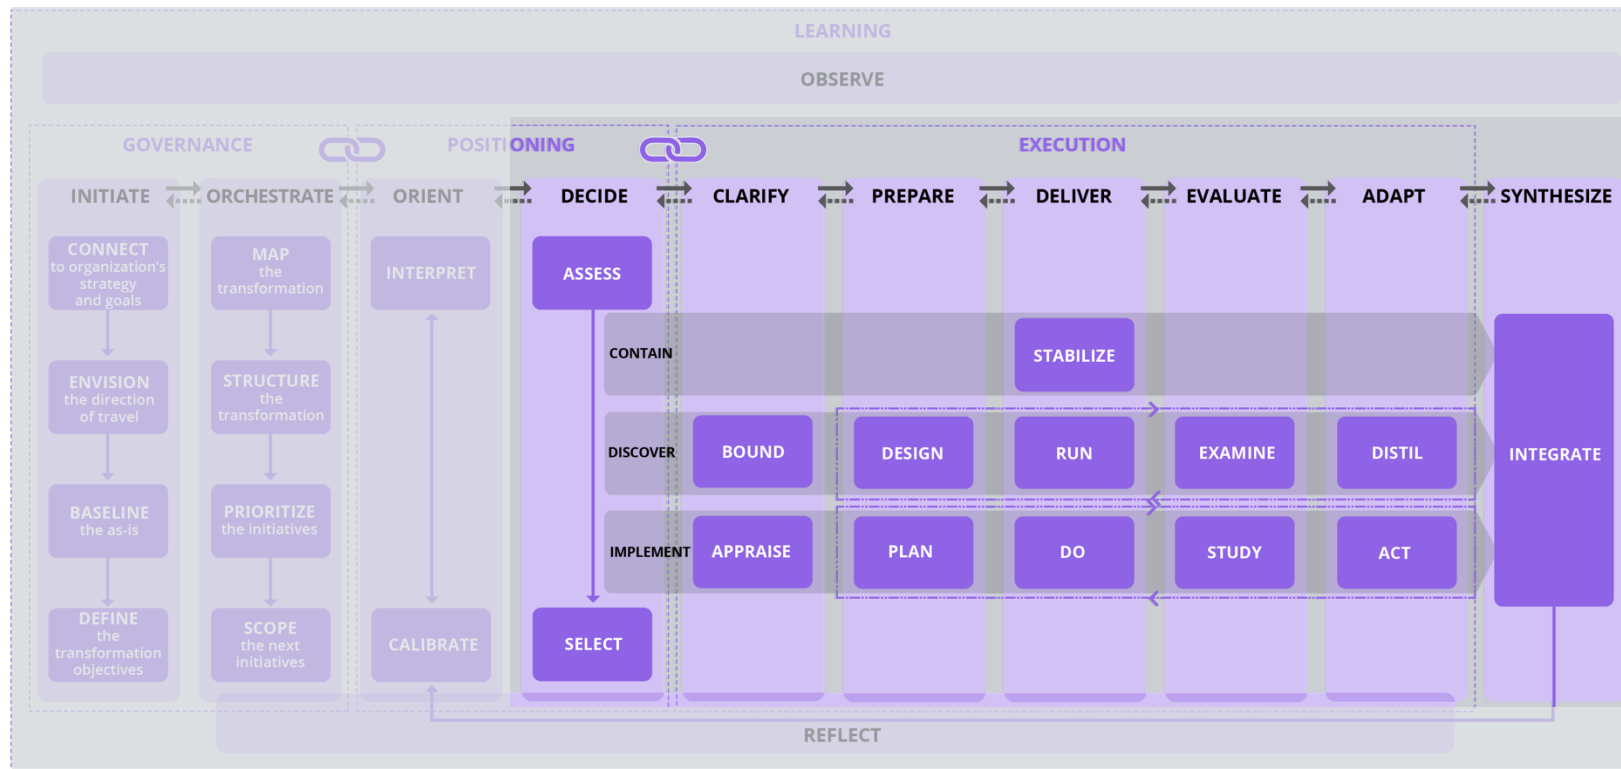 LEARNING
OBSERVE
GOVERNANCE
POSITIONING
EXECUTION
INITIATE
ORCHESTRATE
ORIENT
DECIDE
CLARIFY
PREPARE
DELIVER
EVALUATE
ADAPT
SYNTHESIZE
CONNECT
to organization's
strategy
and goals
ENVISION
the direction
of travel
BASELINE
the as-is
DEFINE
the
transformation
objectives
MAP
the
transformation
STRUCTURE
the
transformation
PRIORITIZE
the initiatives
SCOPE
the next
initiatives
INTERPRET
CALIBRATE
ASSESS
SELECT
CONTAIN
STABILIZE
DISCOVER
BOUND
DESIGN
RUN
EXAMINE
DISTIL
IMPLEMENT
APPRAISE
PLAN
DO
STUDY
ACT
INTEGRATE
REFLECT